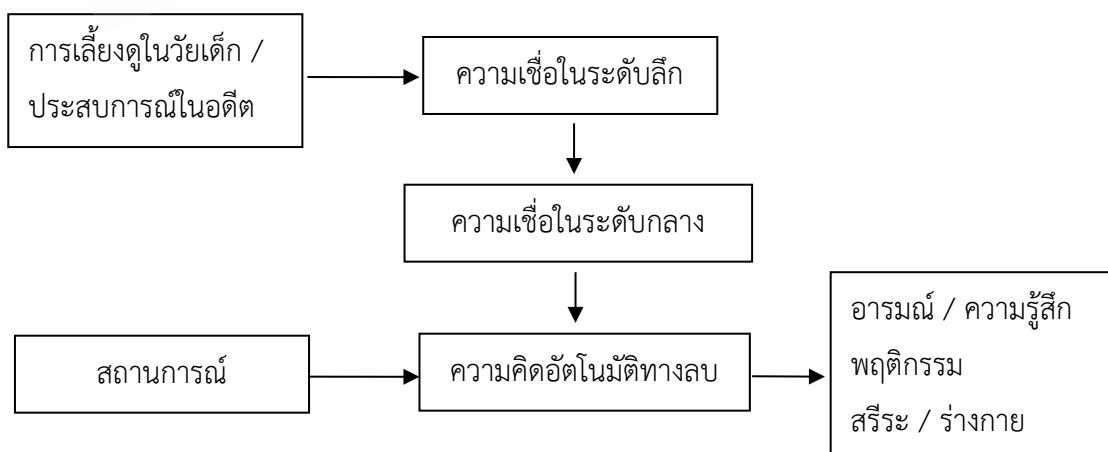 การเลี้ยงดูในวัยเด็ก /
ประสบการณ์ในอดีต
ความเชื่อในระดับลึก
ความเชื่อในระดับกลาง
สถานการณ์
ความคิดอัตโนมัติทางลบ
อารมณ์ / ความรู้สึก
พฤติกรรม
สรีระ / ร่างกาย